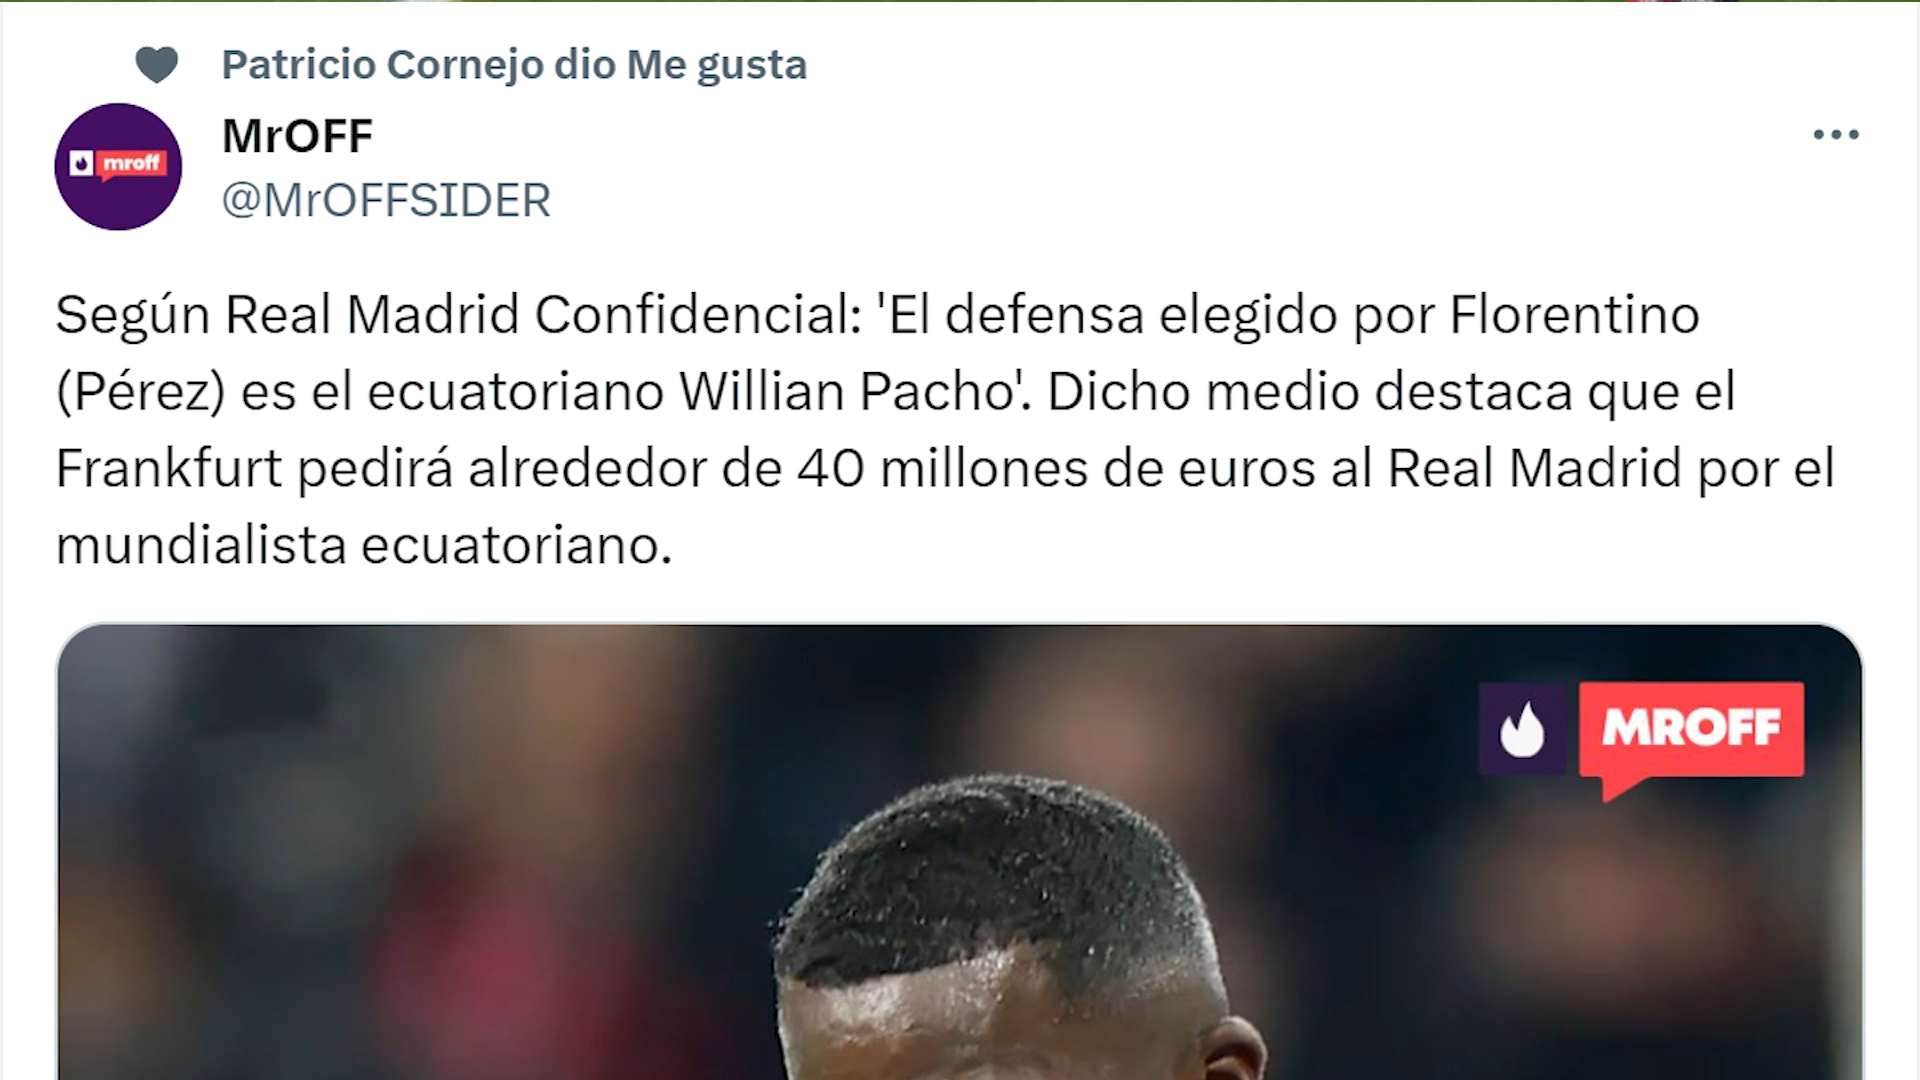 Patricio Cornejo dio Me gusta
MrOFF
@MrOFFSIDER
mroff
Según Real Madrid Confidencial: 'El defensa elegido por Florentino
(Pérez) es el ecuatoriano Willian Pacho'. Dicho medio destaca que el
Frankfurt pedirá alrededor de 40 millones de euros al Real Madrid por el
mundialista ecuatoriano.
MROFF